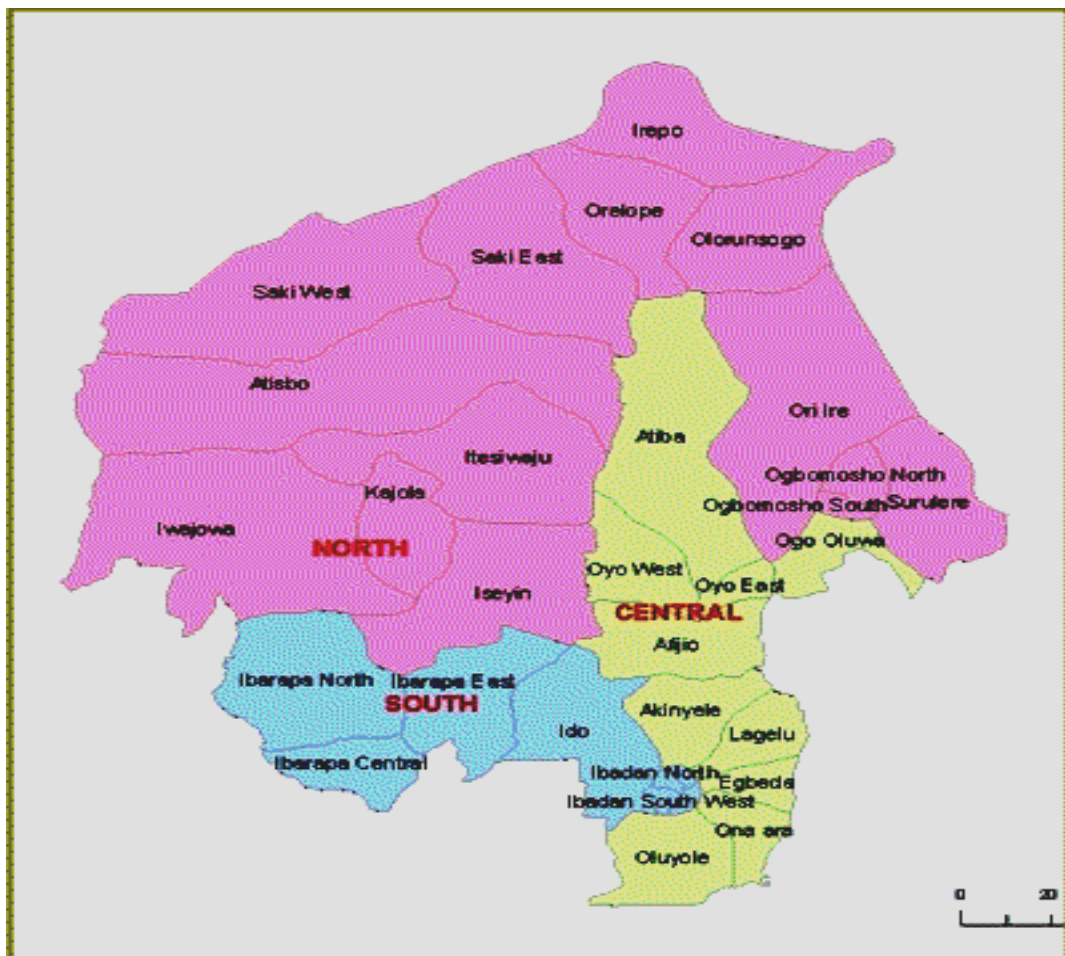 Irepo
Orelope
Olorunsogo
Saki East
Saki West
Atisbo
Ori Ire
Atiba
Itesiwaju
Ogbomosho North
Kajola
Ogbomosho South
Surulere
Iwajowa
Ogo Oluwa
NORTH
Oyo West
Oyo East
Iseyin
CENTRAL
Afijio
Ibarapa North
Ibarapa East
SOUTH
Akinyele
Ido
Lagelu
Ibarapa Central
Ibadan North
Egbeda
Ibadan South West
Ona ara
Oluyole
0 20